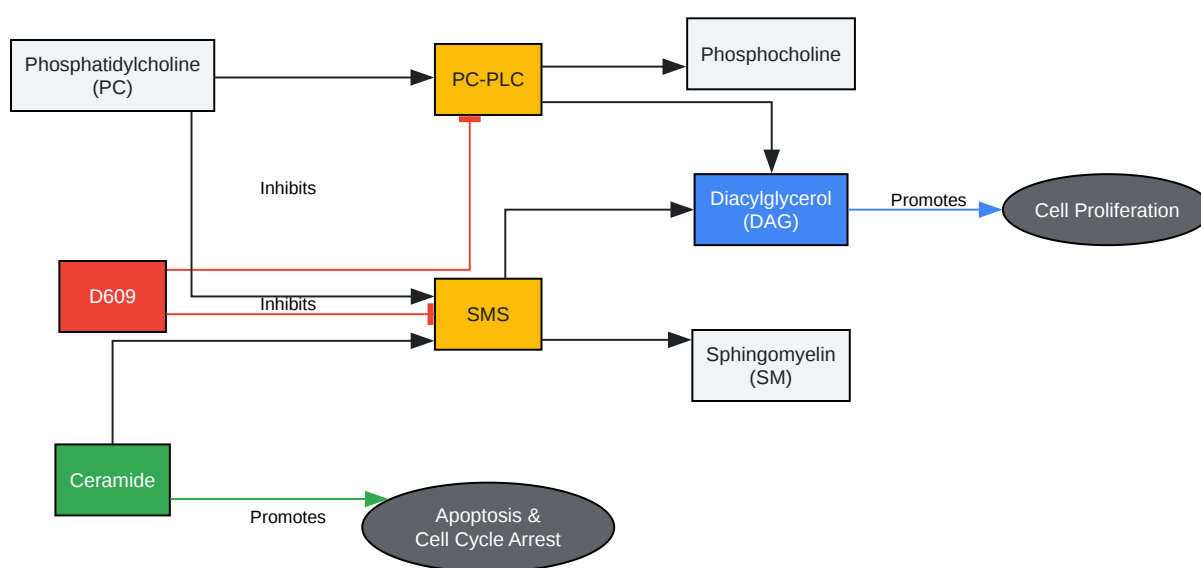 Phosphatidylcholine
(PC)
PC-PLC
Phosphocholine
Inhibits
Diacylglycerol
(DAG)
Promotes
Cell Proliferation
D609
Inhibits
SMS
Sphingomyelin
(SM)
Ceramide
Promotes
Apoptosis &
Cell Cycle Arrest